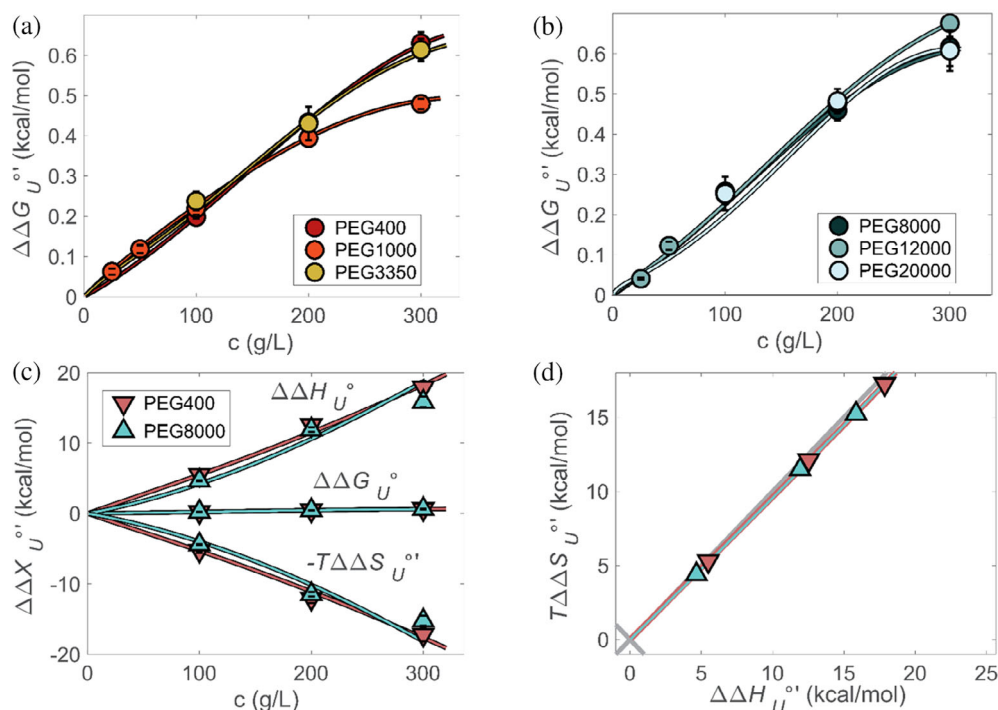 (a)
ΔΔG U°' (kcal/mol)
0.6
0.5
0.4
0.3
0.2
0.1
0
0 100 200 300
c (g/L)
PEG400
PEG1000
PEG3350
(b)
ΔΔG U°' (kcal/mol)
0.6
0.5
0.4
0.3
0.2
0.1
0
0 100 200 300
c (g/L)
PEG8000
PEG12000
PEG20000
(c)
ΔΔX U°' (kcal/mol)
20
10
0
-10
-20
0 100 200 300
c (g/L)
PEG400
PEG8000
ΔΔH U°
ΔΔG U°
-TΔΔS U°'
(d)
TΔΔS U°' (kcal/mol)
15
10
5
0
0 5 10 15 20 25
ΔΔH U°' (kcal/mol)